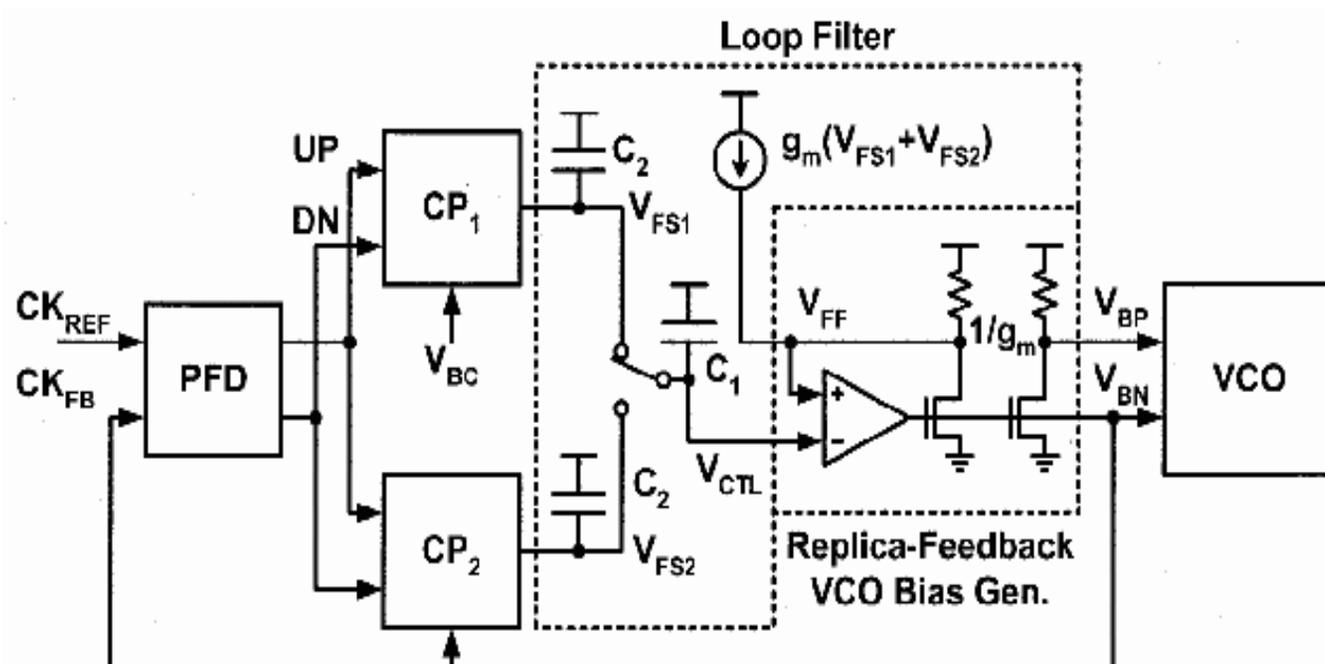 Loop Filter
UP
DN
CP1
C2
VFS1
gm(VFS1+VFS2)
CKREF
CKFB
PFD
VBC
C1
VFF
1/gm
VBP
VBN
VCO
+
−
VCTL
C2
CP2
VFS2
Replica-Feedback
VCO Bias Gen.